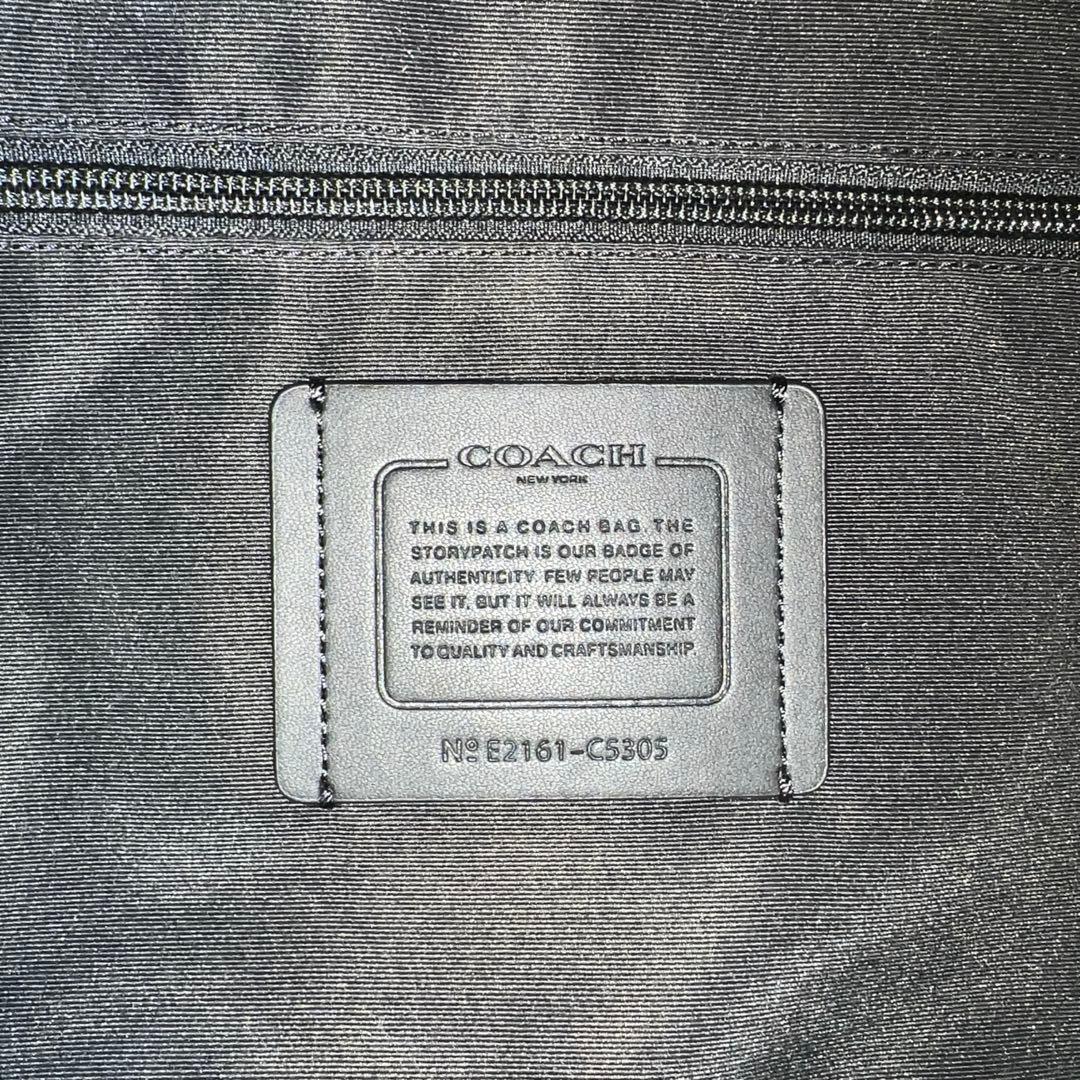 COACH
NEW YORK
THIS IS A COACH BAG. THE
STORYPATCH IS OUR BADGE OF
AUTHENTICITY. FEW PEOPLE MAY
SEE IT, BUT IT WILL ALWAYS BE A
REMINDER OF OUR COMMITMENT
TO QUALITY AND CRAFTSMANSHIP.
Nº E2161-C5305